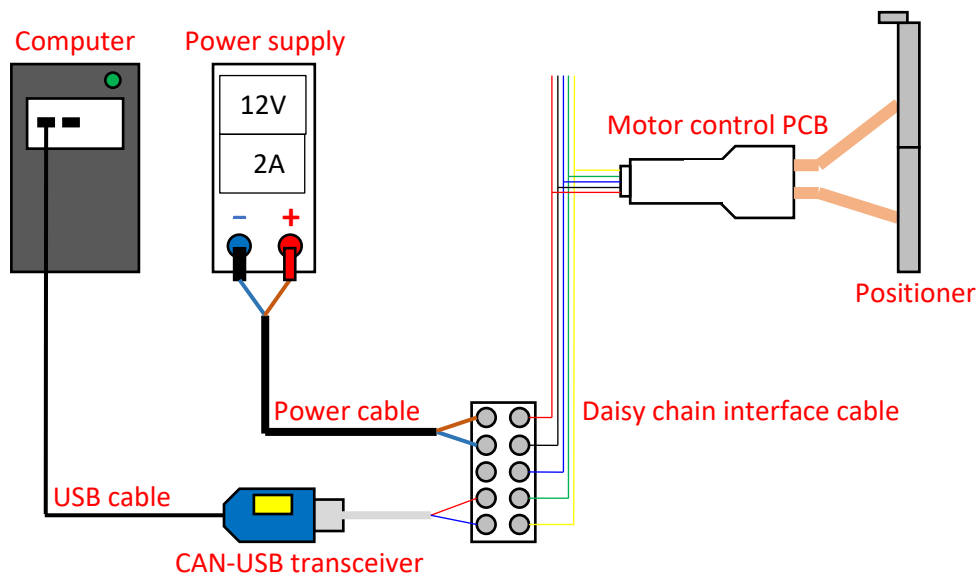 Computer
Power supply
12V
2A
– +
Motor control PCB
Positioner
Power cable
Daisy chain interface cable
USB cable
CAN-USB transceiver